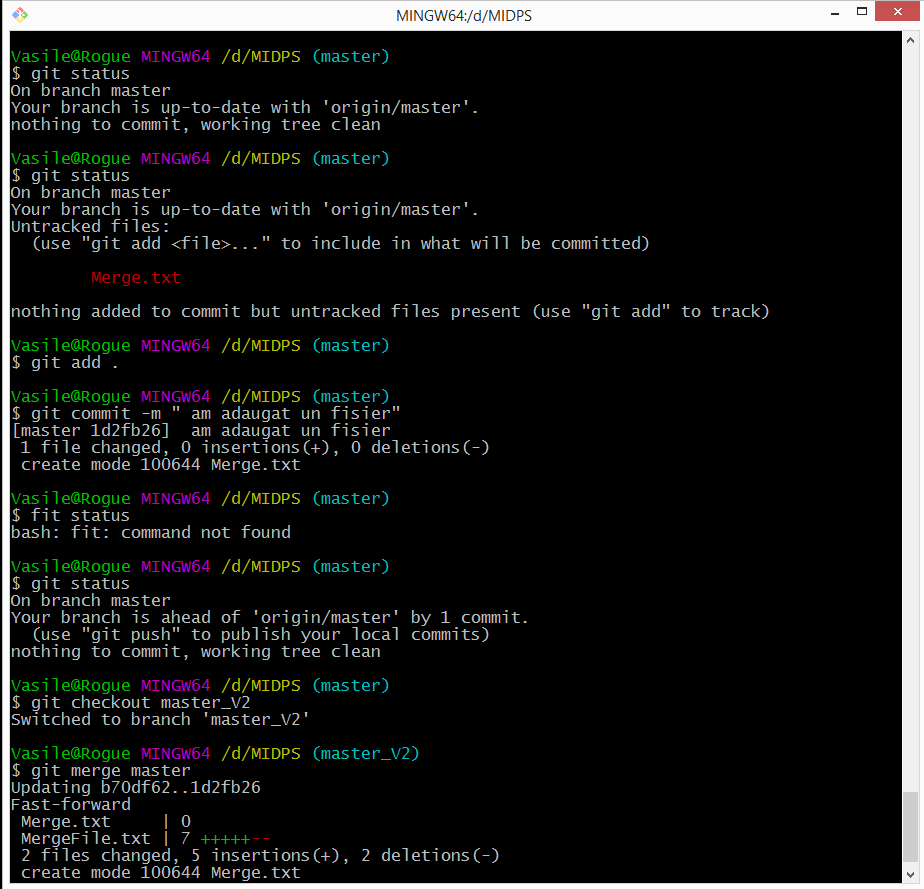 MINGW64:/d/MIDPS
Vasile@Rogue MINGW64 /d/MIDPS (master)
$ git status
On branch master
Your branch is up-to-date with 'origin/master'.
nothing to commit, working tree clean
Vasile@Rogue MINGW64 /d/MIDPS (master)
$ git status
On branch master
Your branch is up-to-date with 'origin/master'.
Untracked files:
  (use "git add <file>..." to include in what will be committed)
        Merge.txt
nothing added to commit but untracked files present (use "git add" to track)
Vasile@Rogue MINGW64 /d/MIDPS (master)
$ git add .
Vasile@Rogue MINGW64 /d/MIDPS (master)
$ git commit -m " am adaugat un fisier"
[master 1d2fb26]  am adaugat un fisier
 1 file changed, 0 insertions(+), 0 deletions(-)
 create mode 100644 Merge.txt
Vasile@Rogue MINGW64 /d/MIDPS (master)
$ fit status
bash: fit: command not found
Vasile@Rogue MINGW64 /d/MIDPS (master)
$ git status
On branch master
Your branch is ahead of 'origin/master' by 1 commit.
  (use "git push" to publish your local commits)
nothing to commit, working tree clean
Vasile@Rogue MINGW64 /d/MIDPS (master)
$ git checkout master_V2
Switched to branch 'master_V2'
Vasile@Rogue MINGW64 /d/MIDPS (master_V2)
$ git merge master
Updating b70df62..1d2fb26
Fast-forward
 Merge.txt     | 0
 MergeFile.txt | 7 +++++--
 2 files changed, 5 insertions(+), 2 deletions(-)
 create mode 100644 Merge.txt